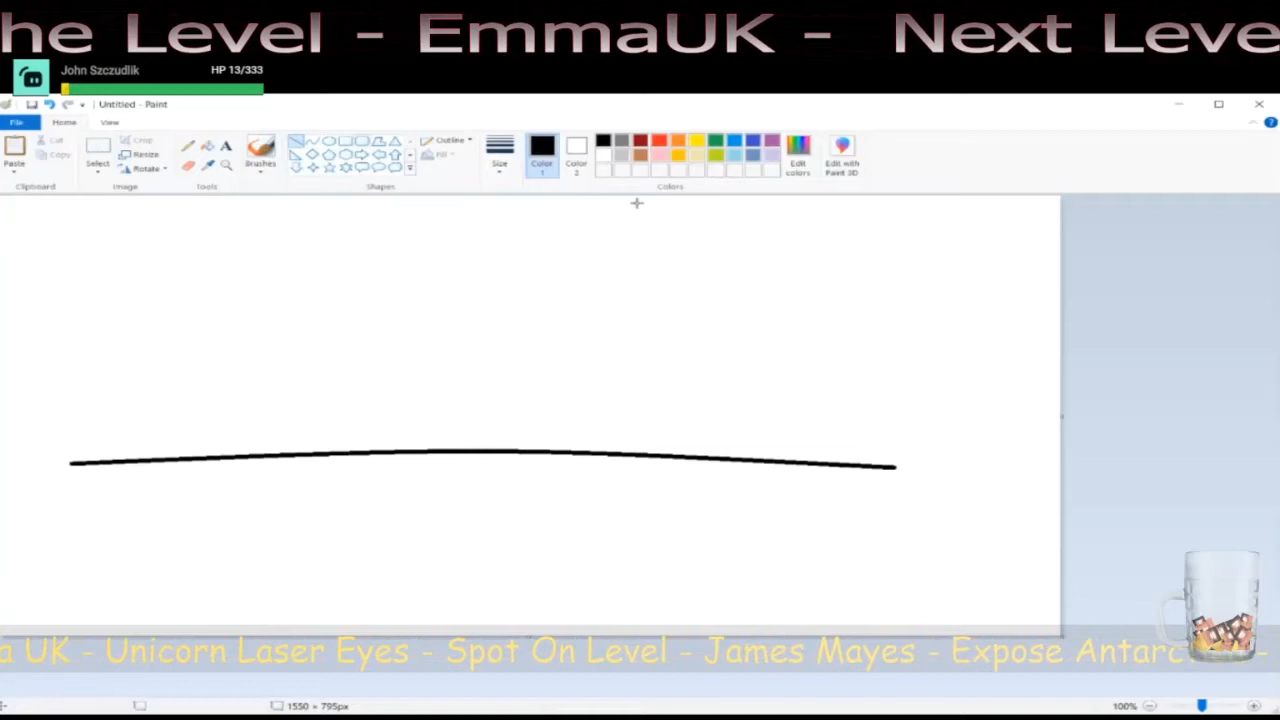 he Level - EmmaUK - Next Leve
John Szczudlik HP 13/333
Untitled - Paint
File Home View
Paste Cut Copy Select Crop Resize Rotate Brushes Outline Fill Size Color 1 Color 2 Edit colors Edit with Paint 3D
Clipboard Image Tools Shapes Colors
a UK - Unicorn Laser Eyes - Spot On Level - James Mayes - Expose Antarc
1550 × 795px 100%